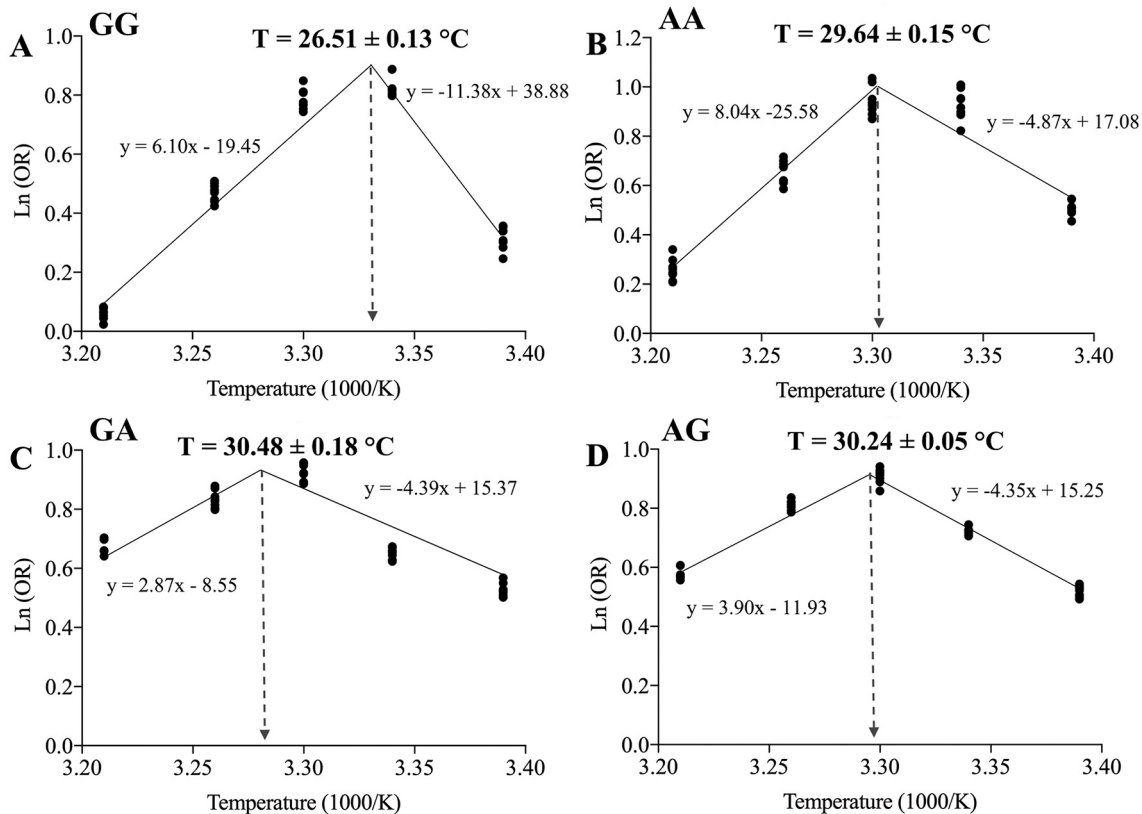 A GG
T = 26.51 ± 0.13 °C
y = 6.10x - 19.45
y = -11.38x + 38.88
Ln (OR)
1.0
0.8
0.6
0.4
0.2
0.0
3.20 3.25 3.30 3.35 3.40
Temperature (1000/K)
B AA
T = 29.64 ± 0.15 °C
y = 8.04x -25.58
y = -4.87x + 17.08
Ln (OR)
1.2
1.0
0.8
0.6
0.4
0.2
0.0
3.20 3.25 3.30 3.35 3.40
Temperature (1000/K)
C GA
T = 30.48 ± 0.18 °C
y = -4.39x + 15.37
y = 2.87x - 8.55
Ln (OR)
1.0
0.8
0.6
0.4
0.2
0.0
3.20 3.25 3.30 3.35 3.40
Temperature (1000/K)
D AG
T = 30.24 ± 0.05 °C
y = -4.35x + 15.25
y = 3.90x - 11.93
Ln (OR)
1.0
0.8
0.6
0.4
0.2
0.0
3.20 3.25 3.30 3.35 3.40
Temperature (1000/K)